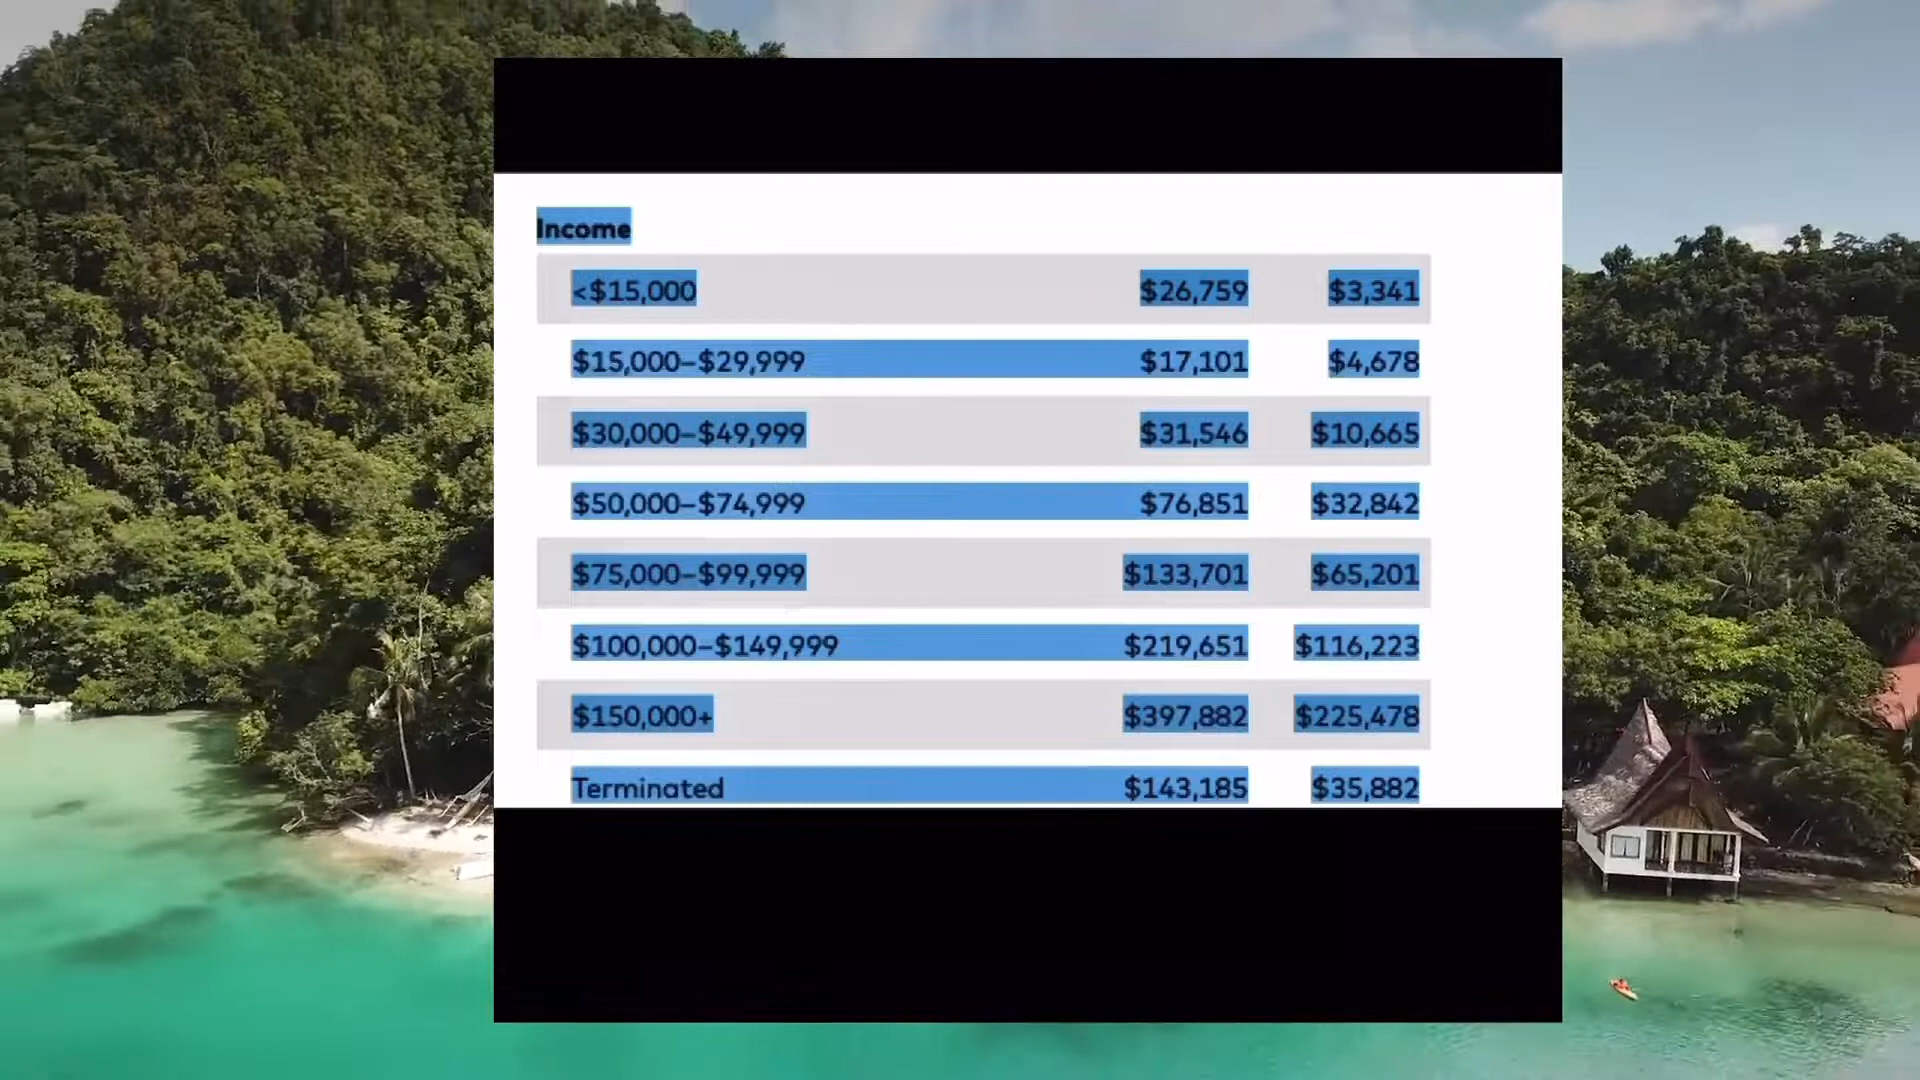 Income
<$15,000 $26,759 $3,341
$15,000–$29,999 $17,101 $4,678
$30,000–$49,999 $31,546 $10,665
$50,000–$74,999 $76,851 $32,842
$75,000–$99,999 $133,701 $65,201
$100,000–$149,999 $219,651 $116,223
$150,000+ $397,882 $225,478
Terminated $143,185 $35,882